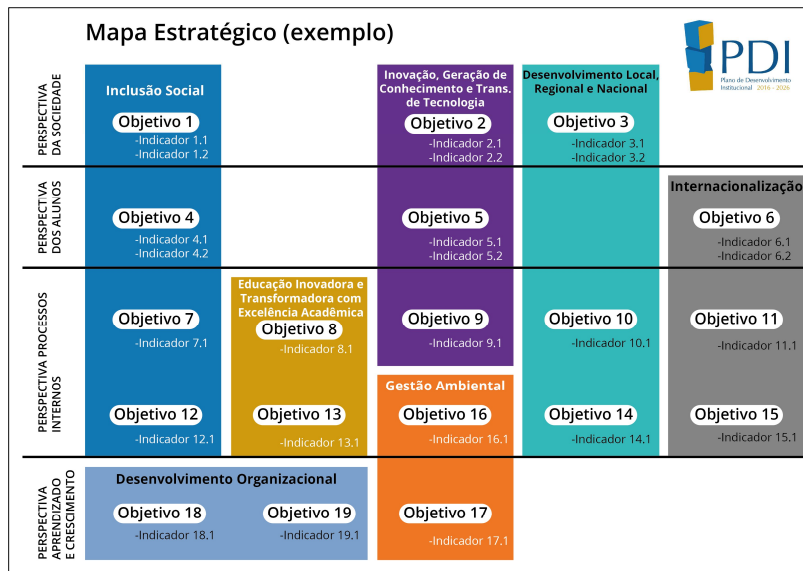 Mapa Estratégico (exemplo)
PDI
Plano de Desenvolvimento
Institucional 2016 - 2026
PERSPECTIVA
DA SOCIEDADE
Inclusão Social
Objetivo 1
-Indicador 1.1
-Indicador 1.2
Inovação, Geração de
Conhecimento e Trans.
de Tecnologia
Objetivo 2
-Indicador 2.1
-Indicador 2.2
Desenvolvimento Local,
Regional e Nacional
Objetivo 3
-Indicador 3.1
-Indicador 3.2
PERSPECTIVA
DOS ALUNOS
Objetivo 4
-Indicador 4.1
-Indicador 4.2
Objetivo 5
-Indicador 5.1
-Indicador 5.2
Internacionalização
Objetivo 6
-Indicador 6.1
-Indicador 6.2
PERSPECTIVA PROCESSOS
INTERNOS
Objetivo 7
-Indicador 7.1
Educação Inovadora e
Transformadora com
Excelência Acadêmica
Objetivo 8
-Indicador 8.1
Objetivo 9
-Indicador 9.1
Objetivo 10
-Indicador 10.1
Objetivo 11
-Indicador 11.1
Objetivo 12
-Indicador 12.1
Objetivo 13
-Indicador 13.1
Gestão Ambiental
Objetivo 16
-Indicador 16.1
Objetivo 14
-Indicador 14.1
Objetivo 15
-Indicador 15.1
PERSPECTIVA
APRENDIZADO
E CRESCIMENTO
Desenvolvimento Organizacional
Objetivo 18
-Indicador 18.1
Objetivo 19
-Indicador 19.1
Objetivo 17
-Indicador 17.1